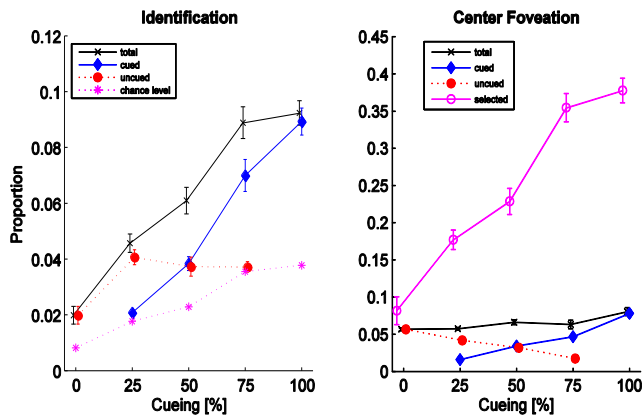 Identification
0.12
0.1
0.08
0.06
0.04
0.02
0
Proportion
total
cued
uncued
chance level
0 25 50 75 100
Cueing [%]
Center Foveation
0.45
0.4
0.35
0.3
0.25
0.2
0.15
0.1
0.05
0
total
cued
uncued
selected
0 25 50 75 100
Cueing [%]